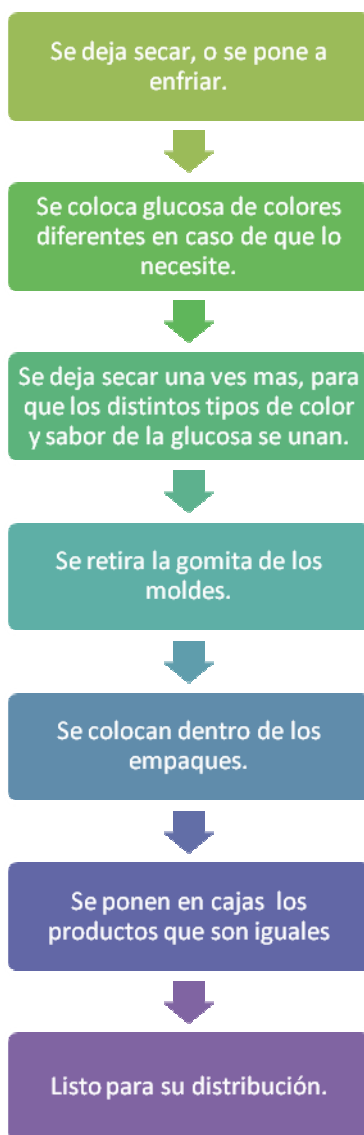 Se deja secar, o se pone a
enfriar.
Se coloca glucosa de colores
diferentes en caso de que lo
necesite.
Se deja secar una ves mas, para
que los distintos tipos de color
y sabor de la glucosa se unan.
Se retira la gomita de los
moldes.
Se colocan dentro de los
empaques.
Se ponen en cajas los
productos que son iguales
Listo para su distribución.